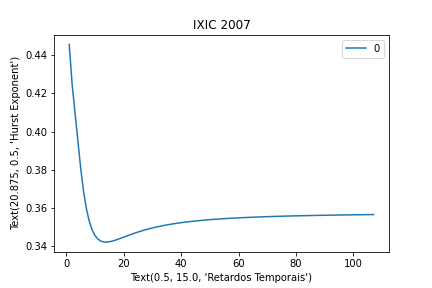 IXIC 2007
0
0.44
0.42
0.40
0.38
0.36
0.34
Text(20.875, 0.5, 'Hurst Exponent')
0 20 40 60 80 100
Text(0.5, 15.0, 'Retardos Temporais')